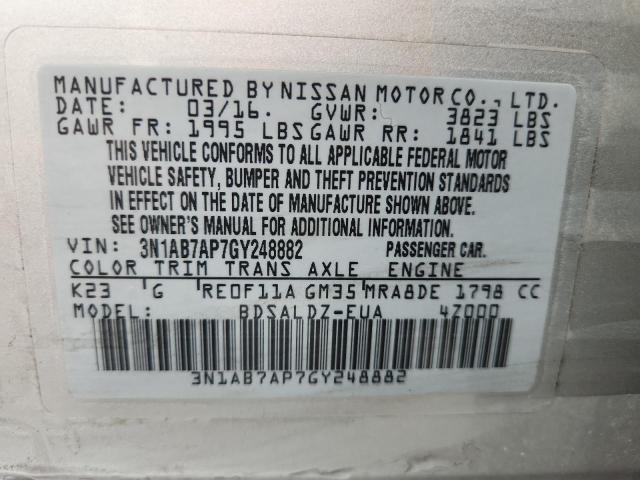 MANUFACTURED BY NISSAN MOTOR CO., LTD.
DATE: 03/16. GVWR: 3823 LBS
GAWR FR: 1995 LBS GAWR RR: 1841 LBS
THIS VEHICLE CONFORMS TO ALL APPLICABLE FEDERAL MOTOR
VEHICLE SAFETY, BUMPER AND THEFT PREVENTION STANDARDS
IN EFFECT ON THE DATE OF MANUFACTURE SHOWN ABOVE.
SEE OWNER'S MANUAL FOR ADDITIONAL INFORMATION.
VIN: 3N1AB7AP7GY248882 PASSENGER CAR.
COLOR TRIM TRANS AXLE ENGINE
K23 G RE0F11A GM35 MRA8DE 1798 CC
MODEL: BDSALDZ-EUA 4Z000
3N1AB7AP7GY248882